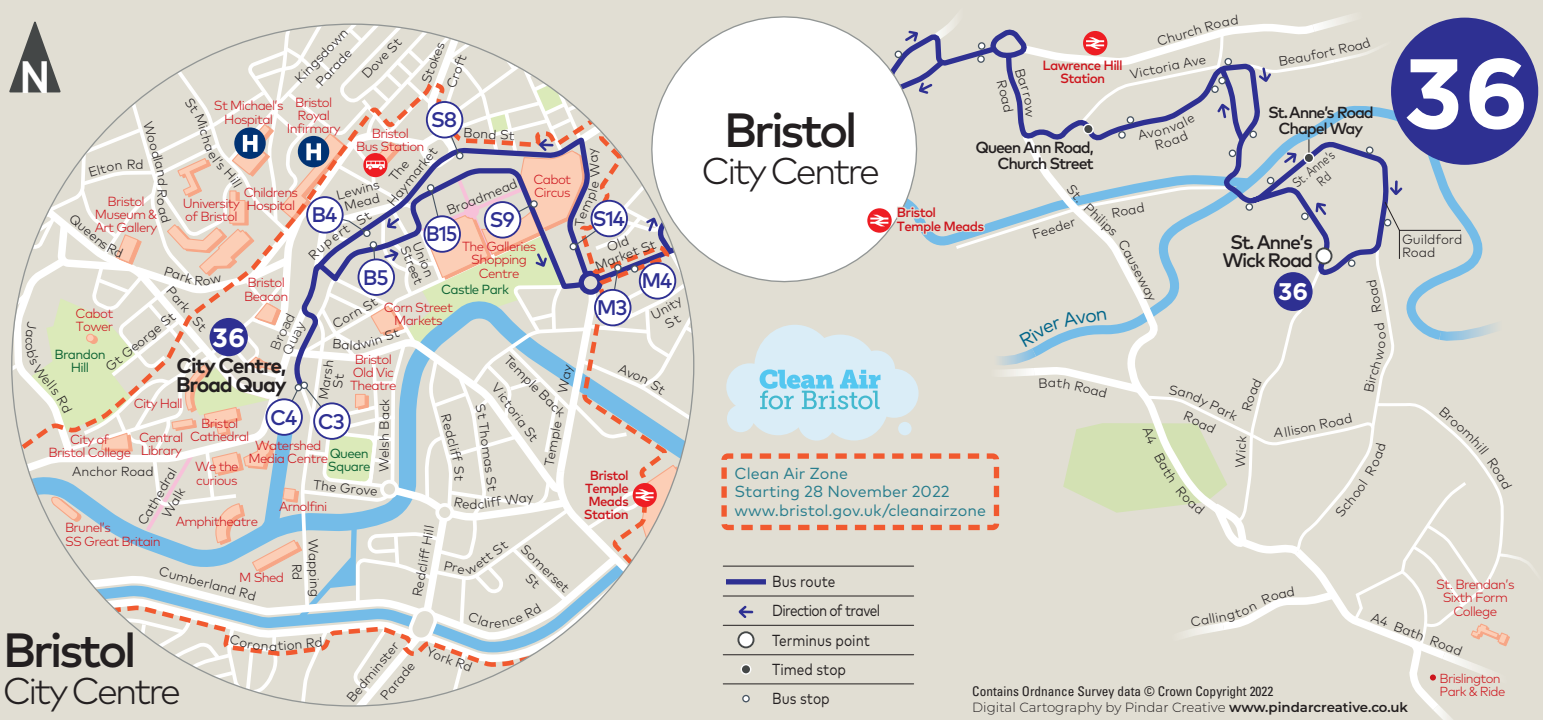 N
Kingsdown
Parade
Dove St
Stokes
Croft
St Michael's
Hospital
H
Bristol
Royal
Infirmary
H
Bristol
Bus Station
S8
Bond St
St Michael's Hill
Woodland Road
Elton Rd
The
Haymarket
Lewins
Mead
Temple Way
Cabot
Circus
Childrens
Hospital
University
of Bristol
Bristol
Museum &
Art Gallery
Queens Rd
B4
Rupert St
Broadmead
B15
S9
S14
Old
Market St
Union
Street
The Galleries
Shopping
Centre
B5
M4
M3
Unity
St
Castle Park
Park Row
Park St
Bristol
Beacon
Corn St
Corn Street
Markets
Baldwin St
Broad
Quay
Cabot
Tower
Brandon
Hill
Jacob's Wells Rd
Gt George St
36
City Centre,
Broad Quay
Marsh
St
Bristol
Old Vic
Theatre
C4
C3
City Hall
Bristol
Cathedral
Central
Library
City of
Bristol College
Anchor Road
Watershed
Media Centre
Queen
Square
Welsh Back
We the
curious
Cathedral
Walk
Amphitheatre
Arnolfini
The Grove
Redcliff St
St Thomas St
Victoria St
Temple Back
Temple Way
Avon St
Redcliff Way
Bristol
Temple
Meads
Station
Brunel's
SS Great Britain
M Shed
Wapping
Rd
Cumberland Rd
Redcliff Hill
Prewett St
Somerset
St
Clarence Rd
Coronation Rd
Bedminster
Parade
York Rd
Bristol
City Centre
Bristol
City Centre
Bristol
Temple Meads
Lawrence Hill
Station
Church Road
Victoria Ave
Beaufort Road
Barrow
Road
Queen Ann Road,
Church Street
Avonvale
Road
St. Anne's Road
Chapel Way
St. Anne's
Rd
36
Feeder
Road
St Philips Causeway
St. Anne's
Wick Road
36
Guildford
Road
River Avon
Bath Road
Sandy Park
Road
Wick
Road
Allison Road
Birchwood Road
Broomhill Road
School Road
A4 Bath Road
Callington Road
A4 Bath Road
St. Brendan's
Sixth Form
College
Brislington
Park & Ride
Clean Air
for Bristol
Clean Air Zone
Starting 28 November 2022
www.bristol.gov.uk/cleanairzone
Bus route
Direction of travel
Terminus point
Timed stop
Bus stop
Contains Ordnance Survey data © Crown Copyright 2022
Digital Cartography by Pindar Creative www.pindarcreative.co.uk